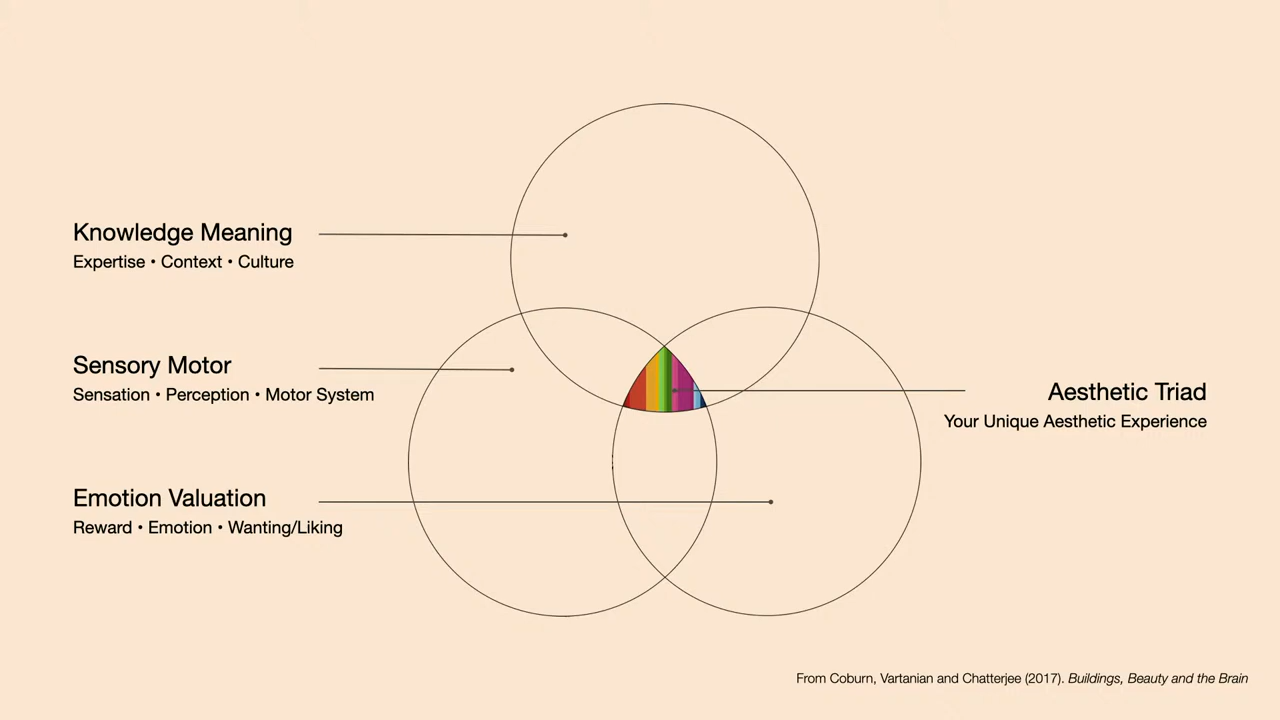 Knowledge Meaning
Expertise • Context • Culture
Sensory Motor
Sensation • Perception • Motor System
Emotion Valuation
Reward • Emotion • Wanting/Liking
Aesthetic Triad
Your Unique Aesthetic Experience
From Coburn, Vartanian and Chatterjee (2017). Buildings, Beauty and the Brain